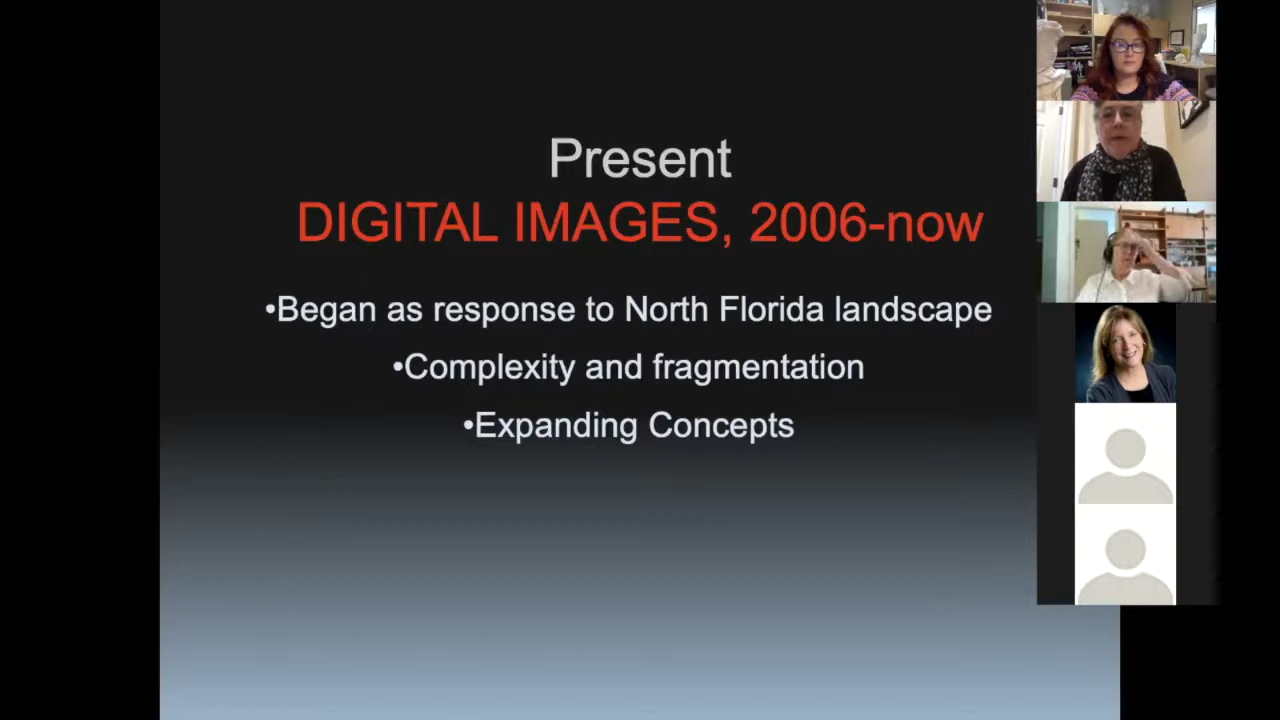 Present
DIGITAL IMAGES, 2006-now
•Began as response to North Florida landscape
•Complexity and fragmentation
•Expanding Concepts